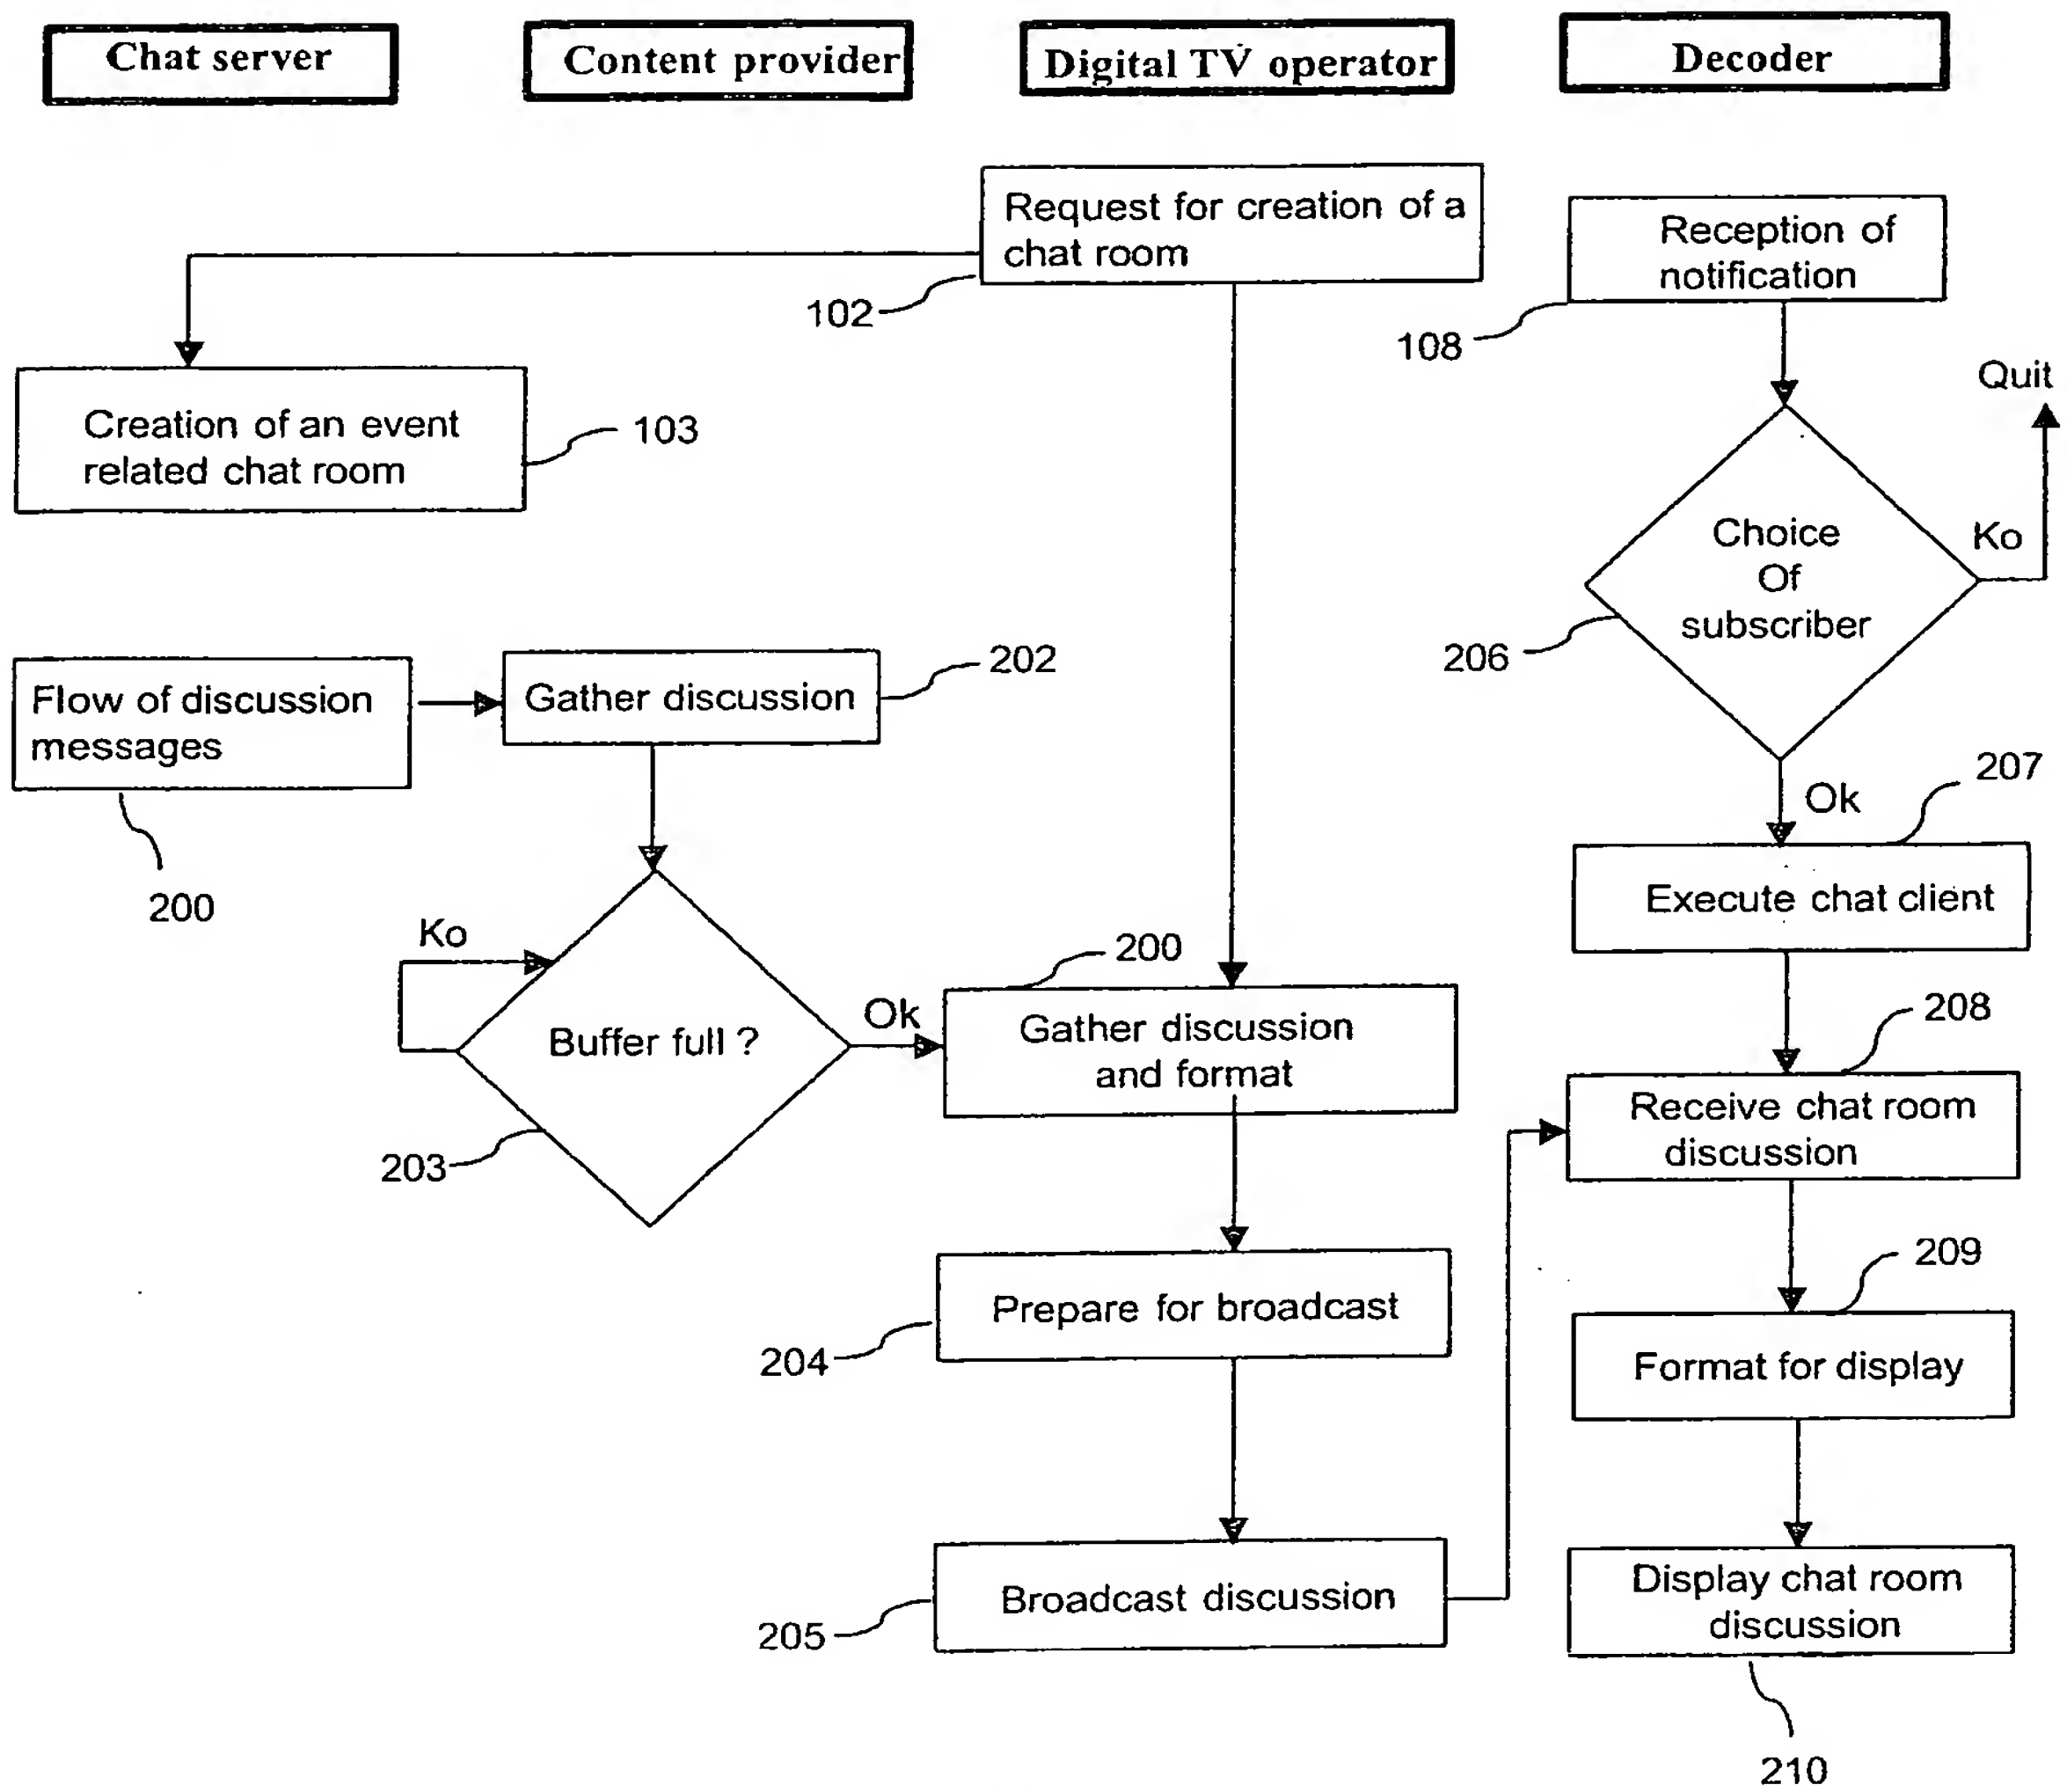 Chat server
Content provider
Digital TV operator
Decoder
Request for creation of a
chat room
102
Reception of
notification
108
Quit
Creation of an event
related chat room
103
Choice
Of
subscriber
Ko
206
Flow of discussion
messages
200
Gather discussion
202
Ok
207
Execute chat client
Ko
Buffer full ?
203
Ok
200
Gather discussion
and format
208
Receive chat room
discussion
Prepare for broadcast
204
209
Format for display
Broadcast discussion
205
Display chat room
discussion
210